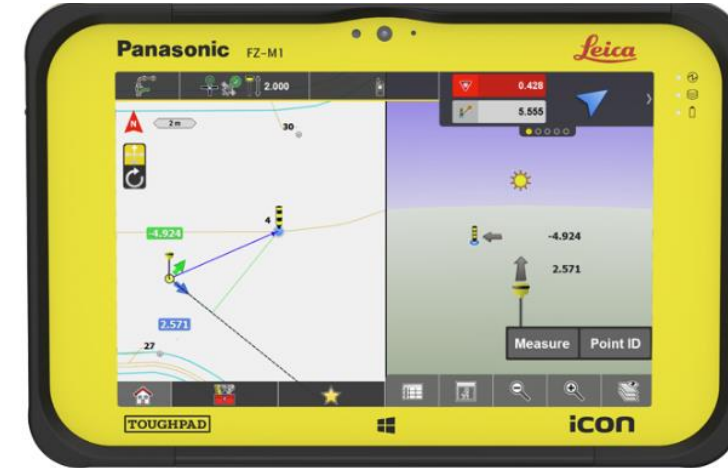 Panasonic FZ-M1
Leica
2.000
0.428
5.555
2 m
30
4
-4.924
2.571
27
-4.924
2.571
Measure Point ID
TOUGHPAD
iCON